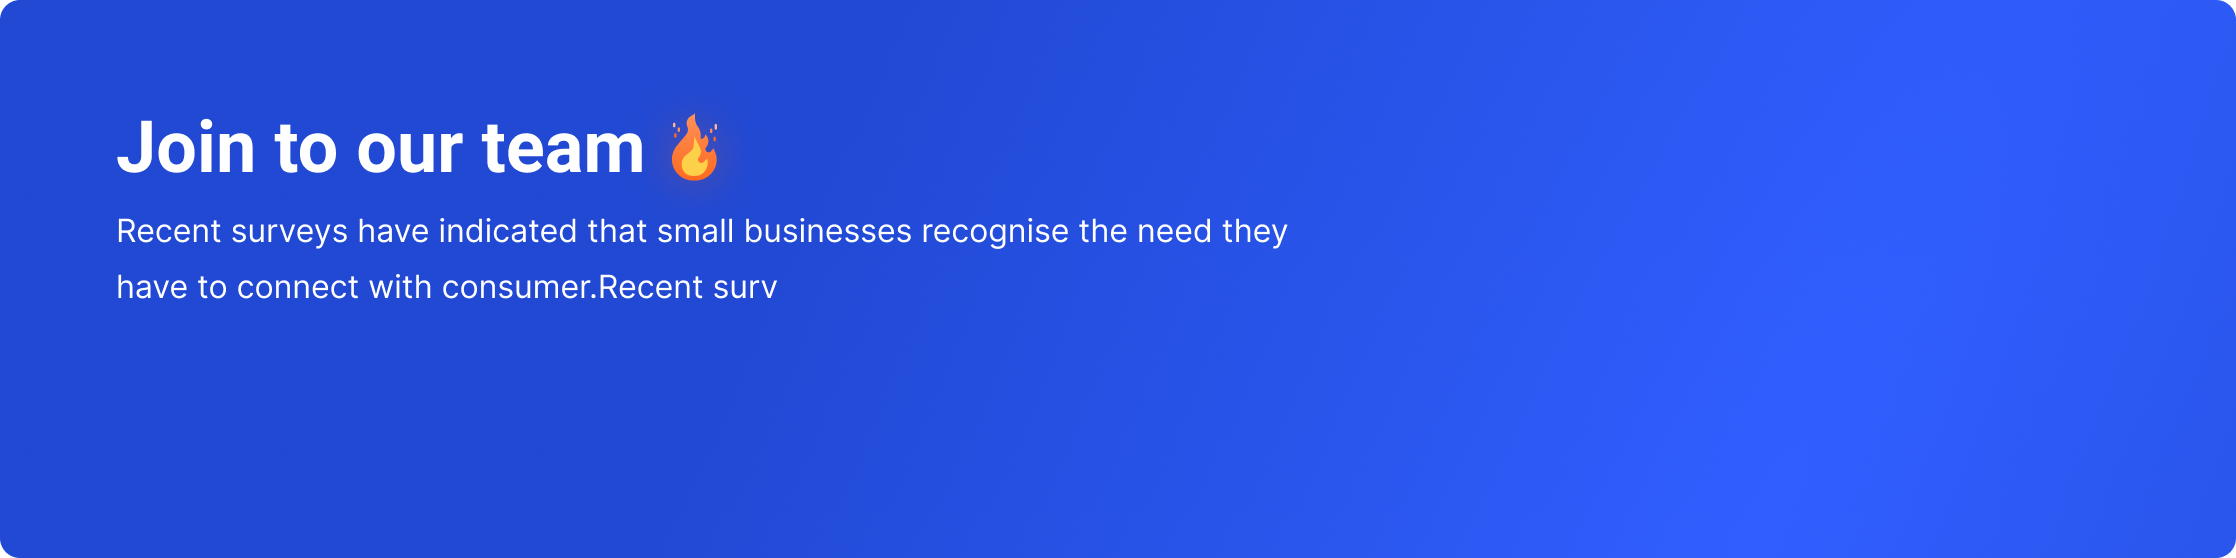 Join to our team 🔥
Recent surveys have indicated that small businesses recognise the need they
have to connect with consumer.Recent surv